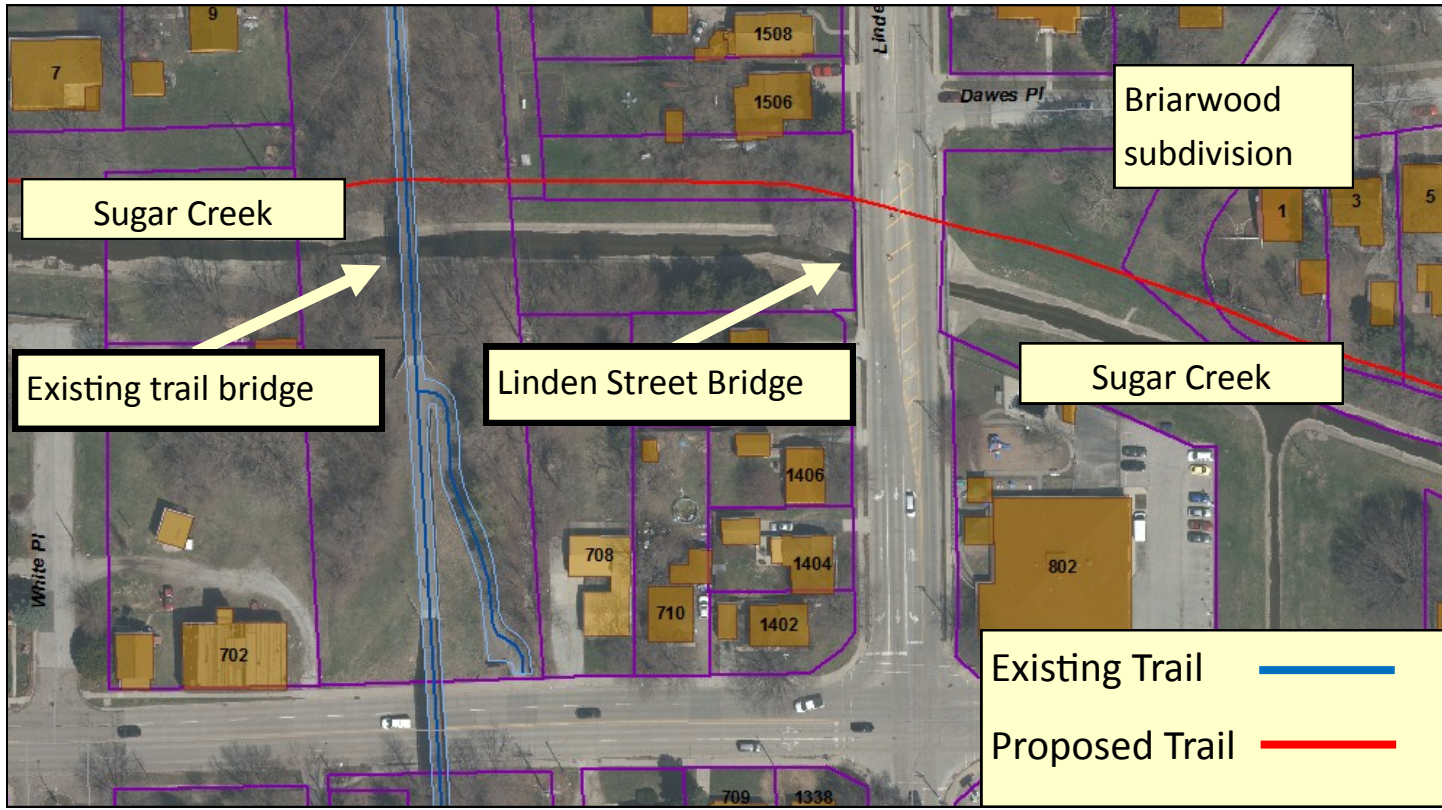 9
1508
Linde
7
1506
Dawes Pl
Briarwood
subdivision
Sugar Creek
1
3
5
Existing trail bridge
Linden Street Bridge
Sugar Creek
1406
White Pl
708
1404
802
710
1402
702
Existing Trail
Proposed Trail
709
1338